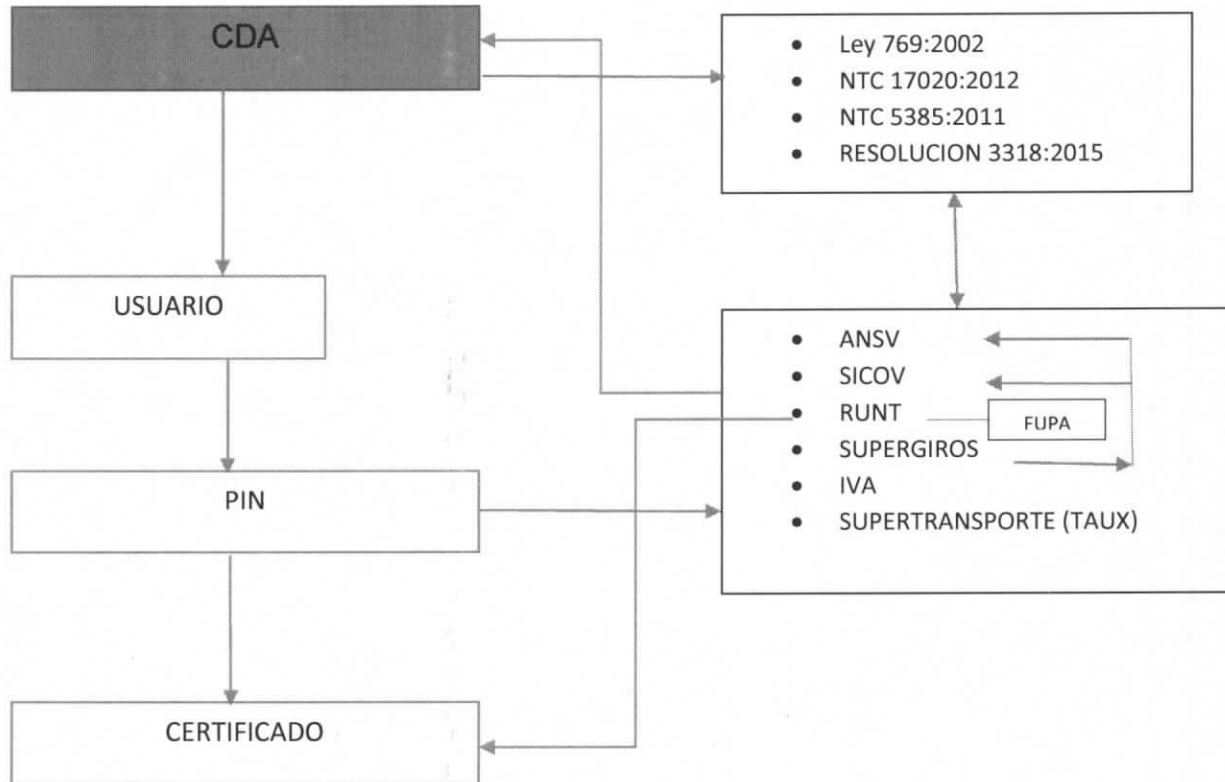 CDA
• Ley 769:2002
• NTC 17020:2012
• NTC 5385:2011
• RESOLUCION 3318:2015
USUARIO
• ANSV
• SICOV
• RUNT
FUPA
• SUPERGIROS
• IVA
• SUPERTRANSPORTE (TAUX)
PIN
CERTIFICADO